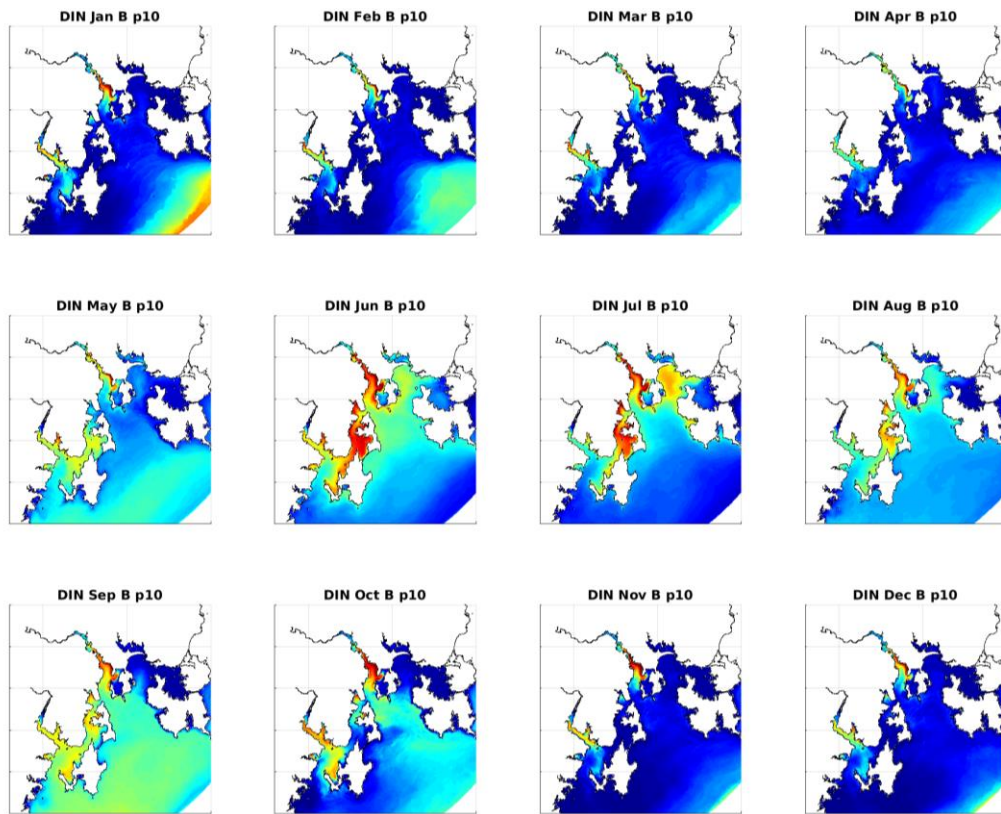 DIN Jan B p10
DIN Feb B p10
DIN Mar B p10
DIN Apr B p10
DIN May B p10
DIN Jun B p10
DIN Jul B p10
DIN Aug B p10
DIN Sep B p10
DIN Oct B p10
DIN Nov B p10
DIN Dec B p10